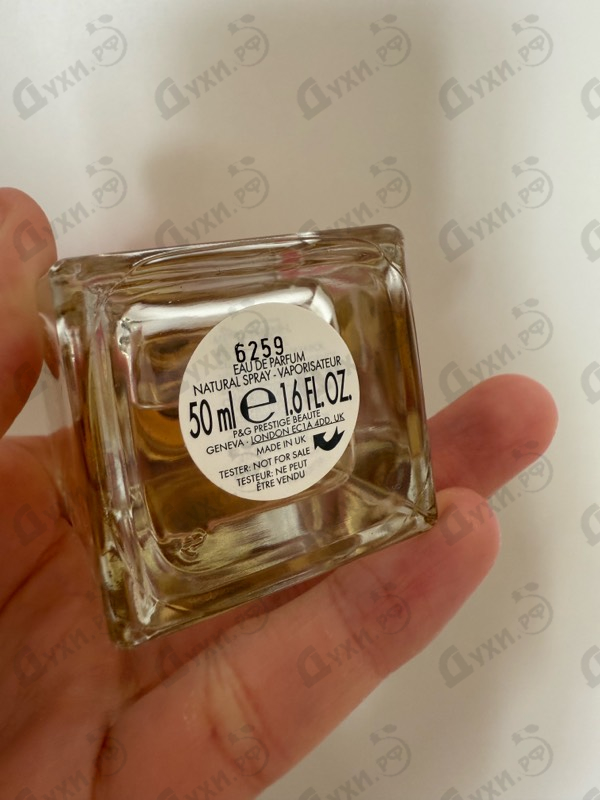 6259
EAU DE PARFUM
NATURAL SPRAY - VAPORISATEUR
50 ml e 1.6 FL. OZ.
P&G PRESTIGE BEAUTE
GENEVA · LONDON EC1A 4DD, UK
MADE IN UK
TESTER: NOT FOR SALE
TESTEUR: NE PEUT
ÊTRE VENDU
Духи.рф